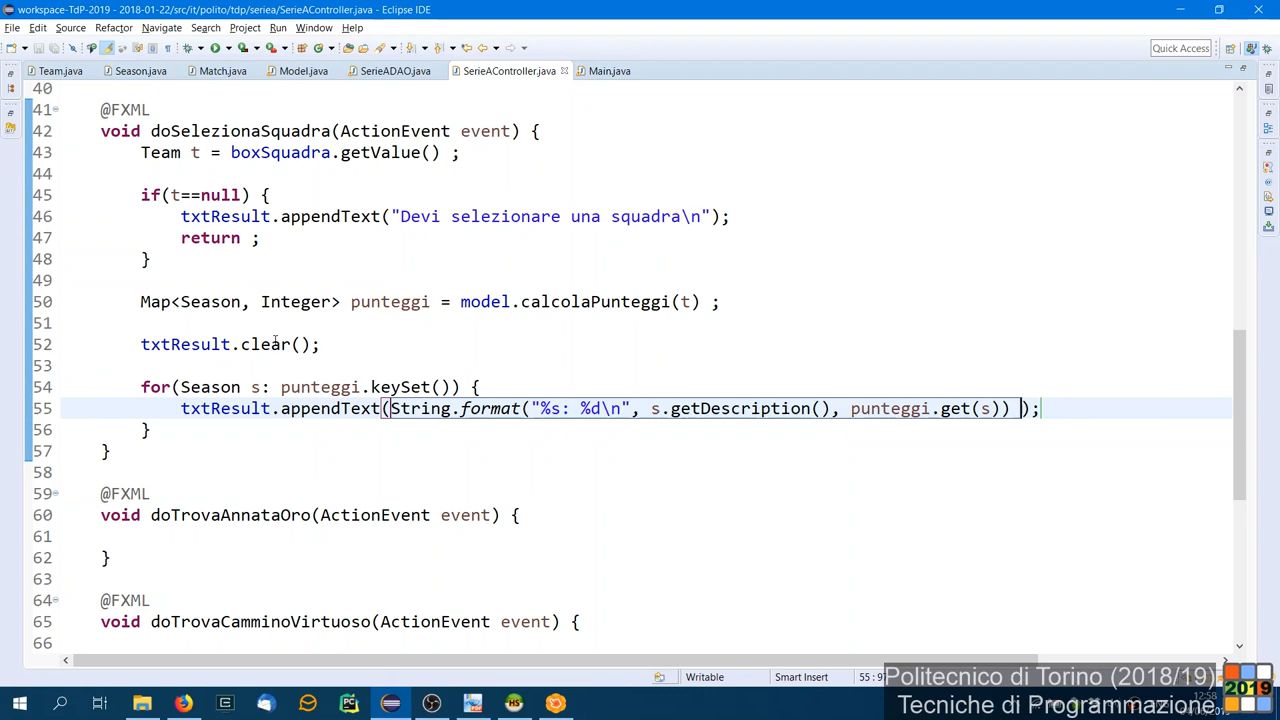 workspace-TdP-2019 - 2018-01-22/src/it/polito/tdp/seriea/SerieAController.java - Eclipse IDE
File Edit Source Refactor Navigate Search Project Run Window Help
Quick Access
Team.java Season.java Match.java Model.java SerieADAO.java SerieAController.java Main.java
40
41 @FXML
42 void doSelezionaSquadra(ActionEvent event) {
43 Team t = boxSquadra.getValue() ;
44
45 if(t==null) {
46 txtResult.appendText("Devi selezionare una squadra\n");
47 return ;
48 }
49
50 Map<Season, Integer> punteggi = model.calcolaPunteggi(t) ;
51
52 txtResult.clear();
53
54 for(Season s: punteggi.keySet()) {
55 txtResult.appendText(String.format("%s: %d\n", s.getDescription(), punteggi.get(s)) );
56 }
57 }
58
59 @FXML
60 void doTrovaAnnataOro(ActionEvent event) {
61
62 }
63
64 @FXML
65 void doTrovaCamminoVirtuoso(ActionEvent event) {
66
Writable Smart Insert 55 : 9
Politecnico di Torino (2018/19)
Tecniche di Programmazione
2019
12:58